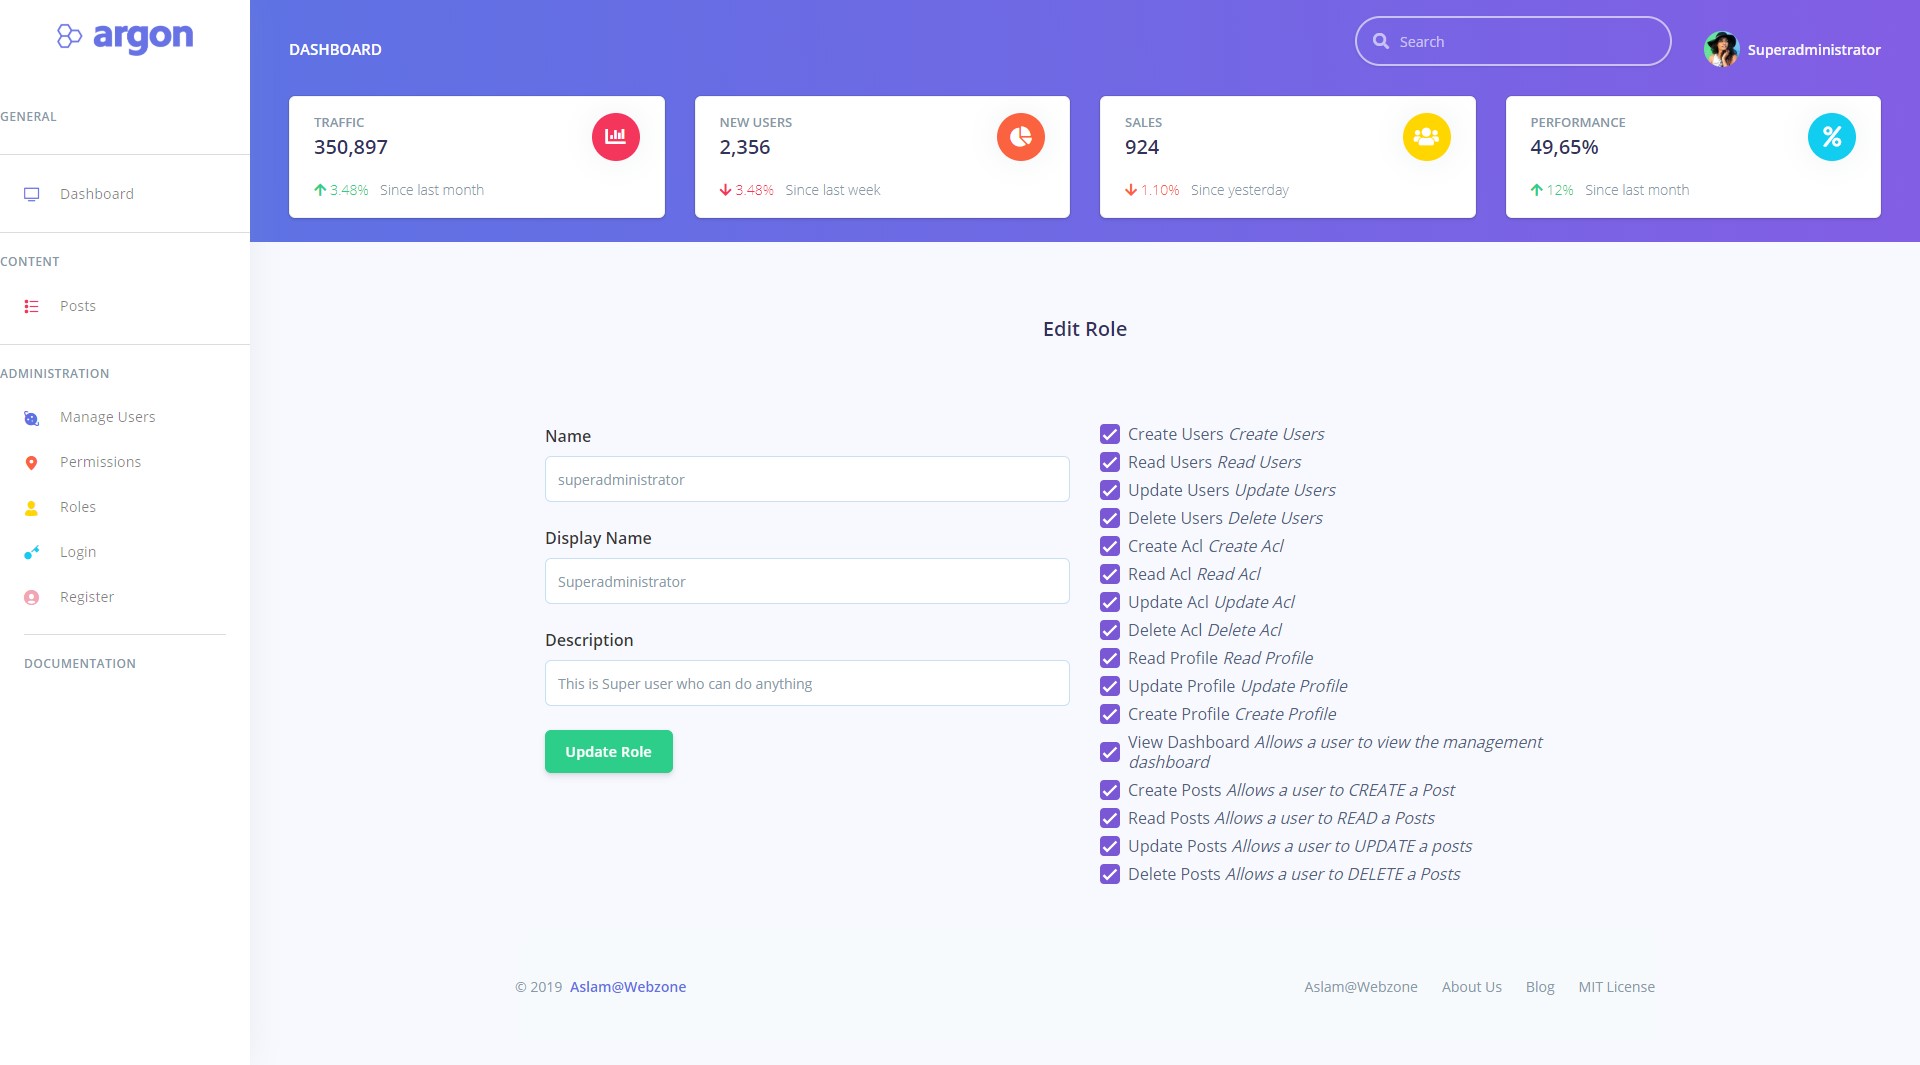 argon
GENERAL
Dashboard
CONTENT
Posts
ADMINISTRATION
Manage Users
Permissions
Roles
Login
Register
DOCUMENTATION
DASHBOARD
Search
Superadministrator
TRAFFIC
350,897
3.48% Since last month
NEW USERS
2,356
3.48% Since last week
SALES
924
1.10% Since yesterday
PERFORMANCE
49,65%
12% Since last month
Edit Role
Name
superadministrator
Display Name
Superadministrator
Description
This is Super user who can do anything
Update Role
Create Users Create Users
Read Users Read Users
Update Users Update Users
Delete Users Delete Users
Create Acl Create Acl
Read Acl Read Acl
Update Acl Update Acl
Delete Acl Delete Acl
Read Profile Read Profile
Update Profile Update Profile
Create Profile Create Profile
View Dashboard Allows a user to view the management
dashboard
Create Posts Allows a user to CREATE a Post
Read Posts Allows a user to READ a Posts
Update Posts Allows a user to UPDATE a posts
Delete Posts Allows a user to DELETE a Posts
© 2019 Aslam@Webzone
Aslam@Webzone About Us Blog MIT License